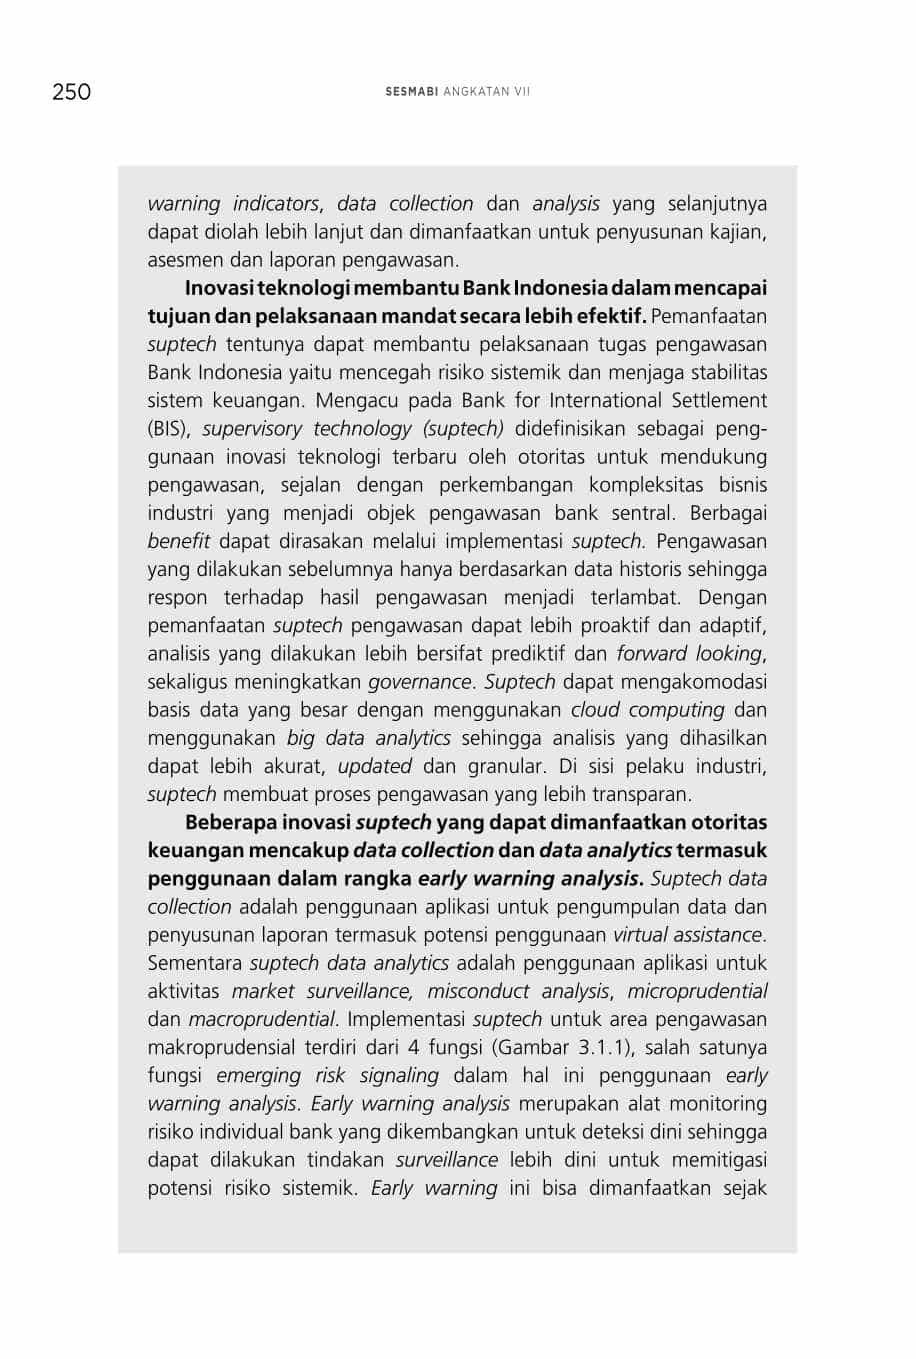 250
SESMABI ANGKATAN VII
warning indicators, data collection dan analysis yang selanjutnya
dapat diolah lebih lanjut dan dimanfaatkan untuk penyusunan kajian,
asesmen dan laporan pengawasan.
Inovasi teknologi membantu Bank Indonesia dalam mencapai
tujuan dan pelaksanaan mandat secara lebih efektif. Pemanfaatan
suptech tentunya dapat membantu pelaksanaan tugas pengawasan
Bank Indonesia yaitu mencegah risiko sistemik dan menjaga stabilitas
sistem keuangan. Mengacu pada Bank for International Settlement
(BIS), supervisory technology (suptech) didefinisikan sebagai peng-
gunaan inovasi teknologi terbaru oleh otoritas untuk mendukung
pengawasan, sejalan dengan perkembangan kompleksitas bisnis
industri yang menjadi objek pengawasan bank sentral. Berbagai
benefit dapat dirasakan melalui implementasi suptech. Pengawasan
yang dilakukan sebelumnya hanya berdasarkan data historis sehingga
respon terhadap hasil pengawasan menjadi terlambat. Dengan
pemanfaatan suptech pengawasan dapat lebih proaktif dan adaptif,
analisis yang dilakukan lebih bersifat prediktif dan forward looking,
sekaligus meningkatkan governance. Suptech dapat mengakomodasi
basis data yang besar dengan menggunakan cloud computing dan
menggunakan big data analytics sehingga analisis yang dihasilkan
dapat lebih akurat, updated dan granular. Di sisi pelaku industri,
suptech membuat proses pengawasan yang lebih transparan.
Beberapa inovasi suptech yang dapat dimanfaatkan otoritas
keuangan mencakup data collection dan data analytics termasuk
penggunaan dalam rangka early warning analysis. Suptech data
collection adalah penggunaan aplikasi untuk pengumpulan data dan
penyusunan laporan termasuk potensi penggunaan virtual assistance.
Sementara suptech data analytics adalah penggunaan aplikasi untuk
aktivitas market surveillance, misconduct analysis, microprudential
dan macroprudential. Implementasi suptech untuk area pengawasan
makroprudensial terdiri dari 4 fungsi (Gambar 3.1.1), salah satunya
fungsi emerging risk signaling dalam hal ini penggunaan early
warning analysis. Early warning analysis merupakan alat monitoring
risiko individual bank yang dikembangkan untuk deteksi dini sehingga
dapat dilakukan tindakan surveillance lebih dini untuk memitigasi
potensi risiko sistemik. Early warning ini bisa dimanfaatkan sejak